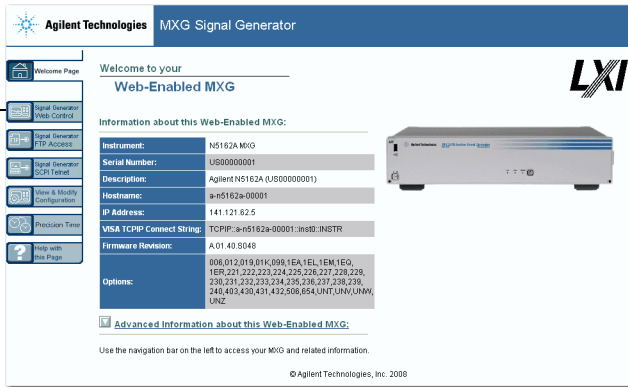 Agilent Technologies
MXG Signal Generator
Welcome Page
Signal Generator
Web Control
Signal Generator
FTP Access
Signal Generator
SCPI Telnet
View & Modify
Configuration
Precision Time
Help with
this Page
Welcome to your
Web-Enabled MXG
LXI
Information about this Web-Enabled MXG:
Instrument: N5162A MXG
Serial Number: US00000001
Description: Agilent N5162A (US00000001)
Hostname: a-n5162a-00001
IP Address: 141.121.62.5
VISA TCPIP Connect String: TCPIP::a-n5162a-00001::inst0::INSTR
Firmware Revision: A.01.40.S048
Options: 006,012,019,01K,099,1EA,1EL,1EM,1EQ,
1ER,221,222,223,224,225,226,227,228,229,
230,231,232,233,234,235,236,237,238,239,
240,403,430,431,432,506,654,UNT,UNV,UNW,
UNZ
Agilent Technologies
Advanced Information about this Web-Enabled MXG:
Use the navigation bar on the left to access your MXG and related information.
© Agilent Technologies, Inc. 2008